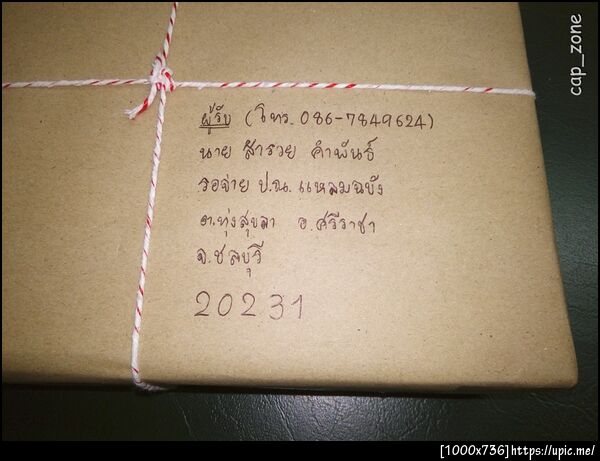 cap_zone
ผู้รับ (โทร. 086-7849624)
นาย สำรวย คำพันธ์
รอจ่าย ป.ณ. แหลมฉบัง
ต.ทุ่งสุขลา อ.ศรีราชา
จ.ชลบุรี
20231
[1000x736]https://upic.me/